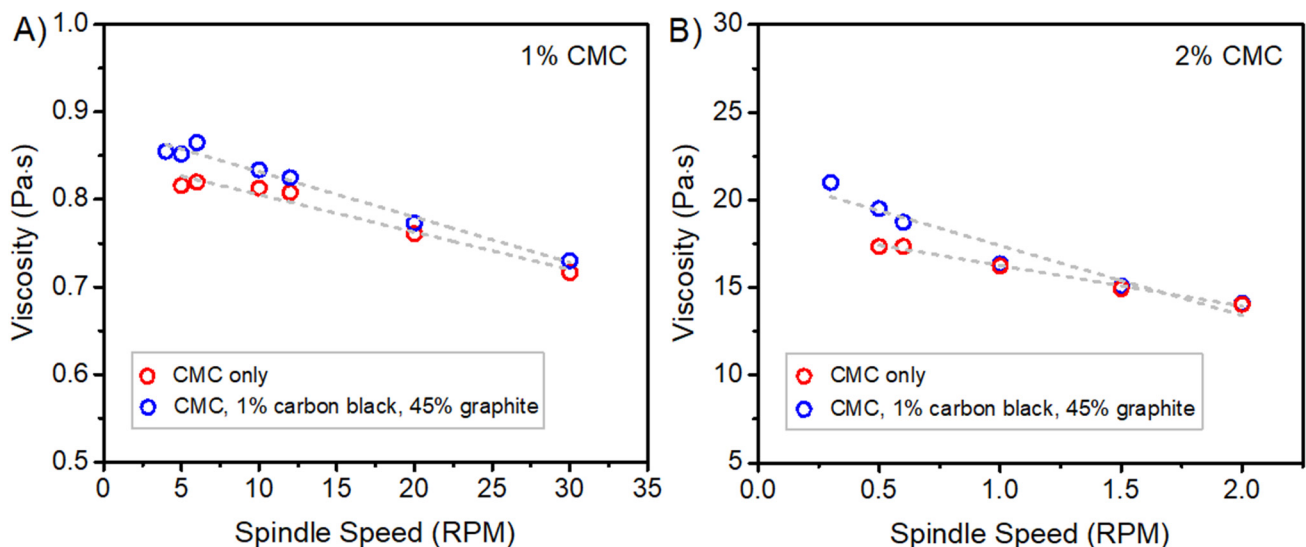 A)
1% CMC
1.0
0.9
0.8
0.7
0.6
0.5
Viscosity (Pa·s)
CMC only
CMC, 1% carbon black, 45% graphite
0 5 10 15 20 25 30 35
Spindle Speed (RPM)
B)
2% CMC
30
25
20
15
10
5
Viscosity (Pa·s)
CMC only
CMC, 1% carbon black, 45% graphite
0.0 0.5 1.0 1.5 2.0
Spindle Speed (RPM)